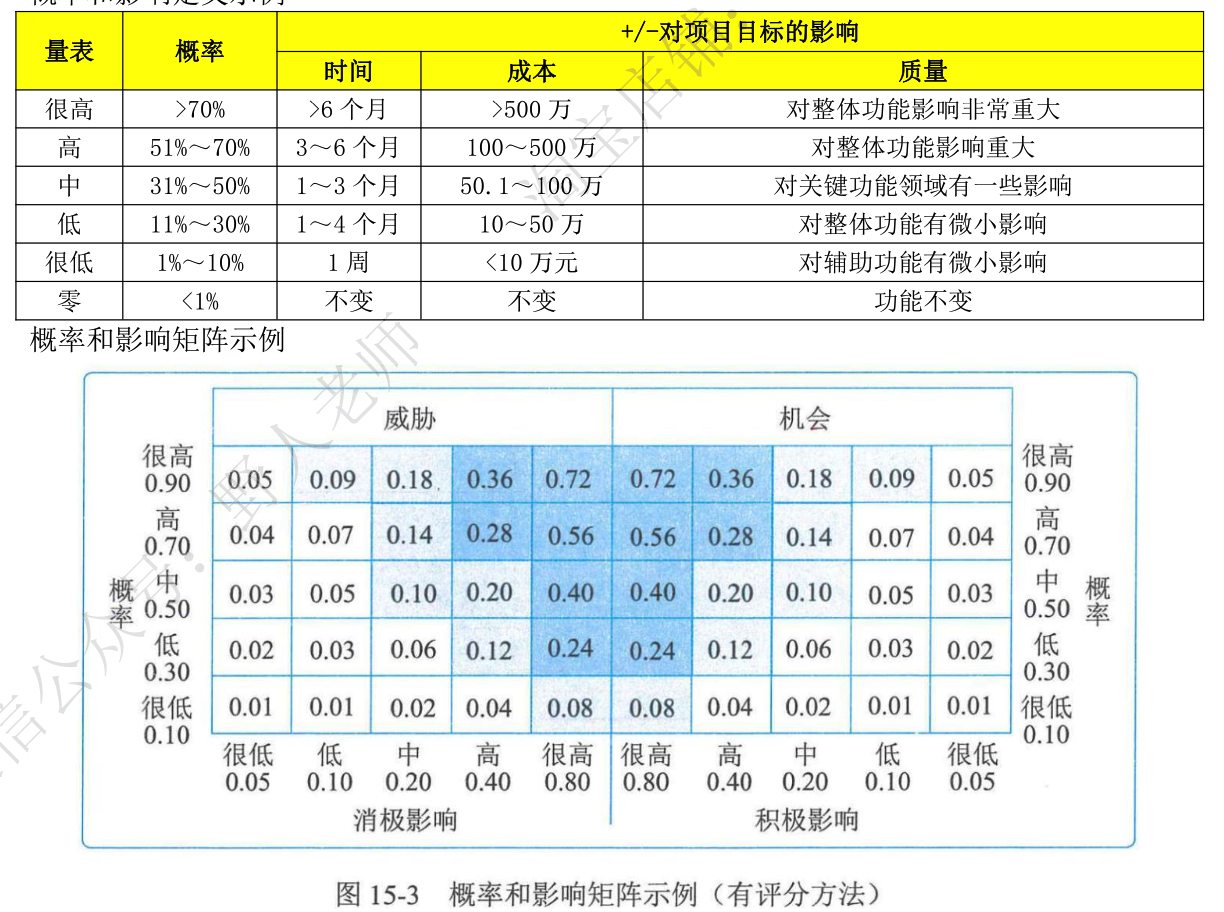 概率和影响定义示例
量表 概率 +/-对项目目标的影响
时间 成本 质量
很高 >70% >6 个月 >500 万 对整体功能影响非常重大
高 51%～70% 3～6 个月 100～500 万 对整体功能影响重大
中 31%～50% 1～3 个月 50.1～100 万 对关键功能领域有一些影响
低 11%～30% 1～4 个月 10～50 万 对整体功能有微小影响
很低 1%～10% 1 周 <10 万元 对辅助功能有微小影响
零 <1% 不变 不变 功能不变
概率和影响矩阵示例
威胁 机会
很高 0.90 0.05 0.09 0.18 0.36 0.72 0.72 0.36 0.18 0.09 0.05 很高 0.90
高 0.70 0.04 0.07 0.14 0.28 0.56 0.56 0.28 0.14 0.07 0.04 高 0.70
概率 中 0.50 0.03 0.05 0.10 0.20 0.40 0.40 0.20 0.10 0.05 0.03 中 0.50 概率
低 0.30 0.02 0.03 0.06 0.12 0.24 0.24 0.12 0.06 0.03 0.02 低 0.30
很低 0.10 0.01 0.01 0.02 0.04 0.08 0.08 0.04 0.02 0.01 0.01 很低 0.10
很低 低 中 高 很高 很高 高 中 低 很低
0.05 0.10 0.20 0.40 0.80 0.80 0.40 0.20 0.10 0.05
消极影响 积极影响
图 15-3 概率和影响矩阵示例（有评分方法）
信公众号：野人老师
淘宝店铺：